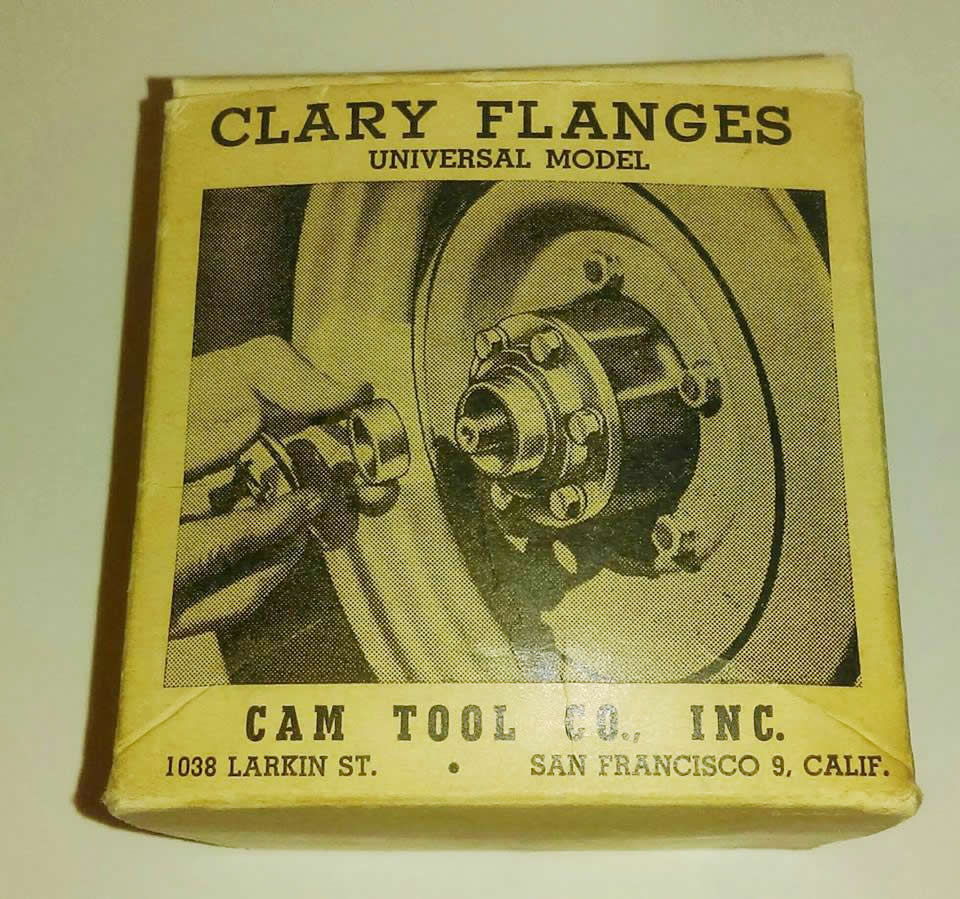 CLARY FLANGES
UNIVERSAL MODEL
CAM TOOL CO., INC.
1038 LARKIN ST. • SAN FRANCISCO 9, CALIF.